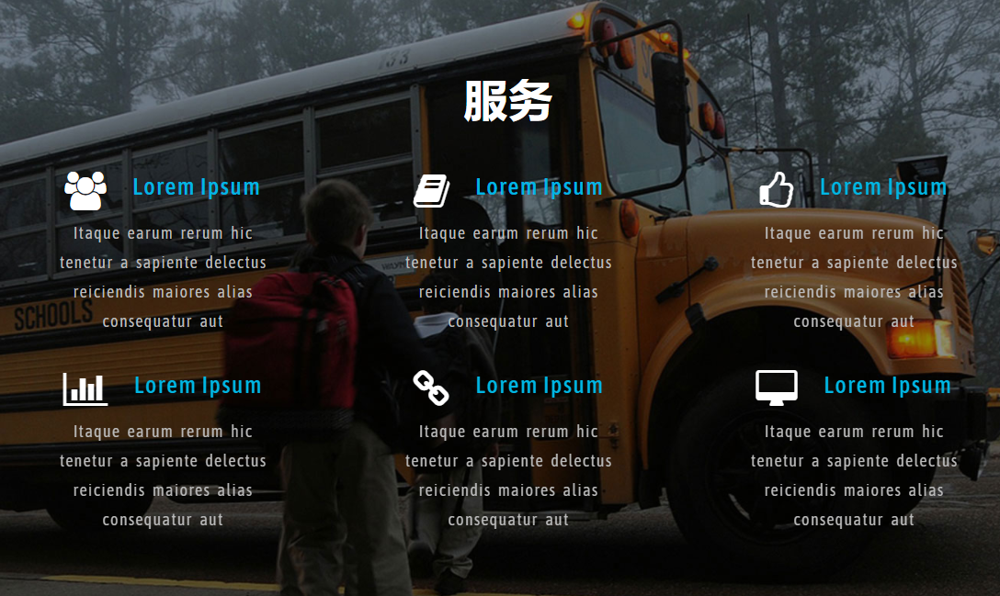 服务
Lorem Ipsum
Itaque earum rerum hic
tenetur a sapiente delectus
reiciendis maiores alias
consequatur aut
Lorem Ipsum
Itaque earum rerum hic
tenetur a sapiente delectus
reiciendis maiores alias
consequatur aut
Lorem Ipsum
Itaque earum rerum hic
tenetur a sapiente delectus
reiciendis maiores alias
consequatur aut
Lorem Ipsum
Itaque earum rerum hic
tenetur a sapiente delectus
reiciendis maiores alias
consequatur aut
Lorem Ipsum
Itaque earum rerum hic
tenetur a sapiente delectus
reiciendis maiores alias
consequatur aut
Lorem Ipsum
Itaque earum rerum hic
tenetur a sapiente delectus
reiciendis maiores alias
consequatur aut
SCHOOLS